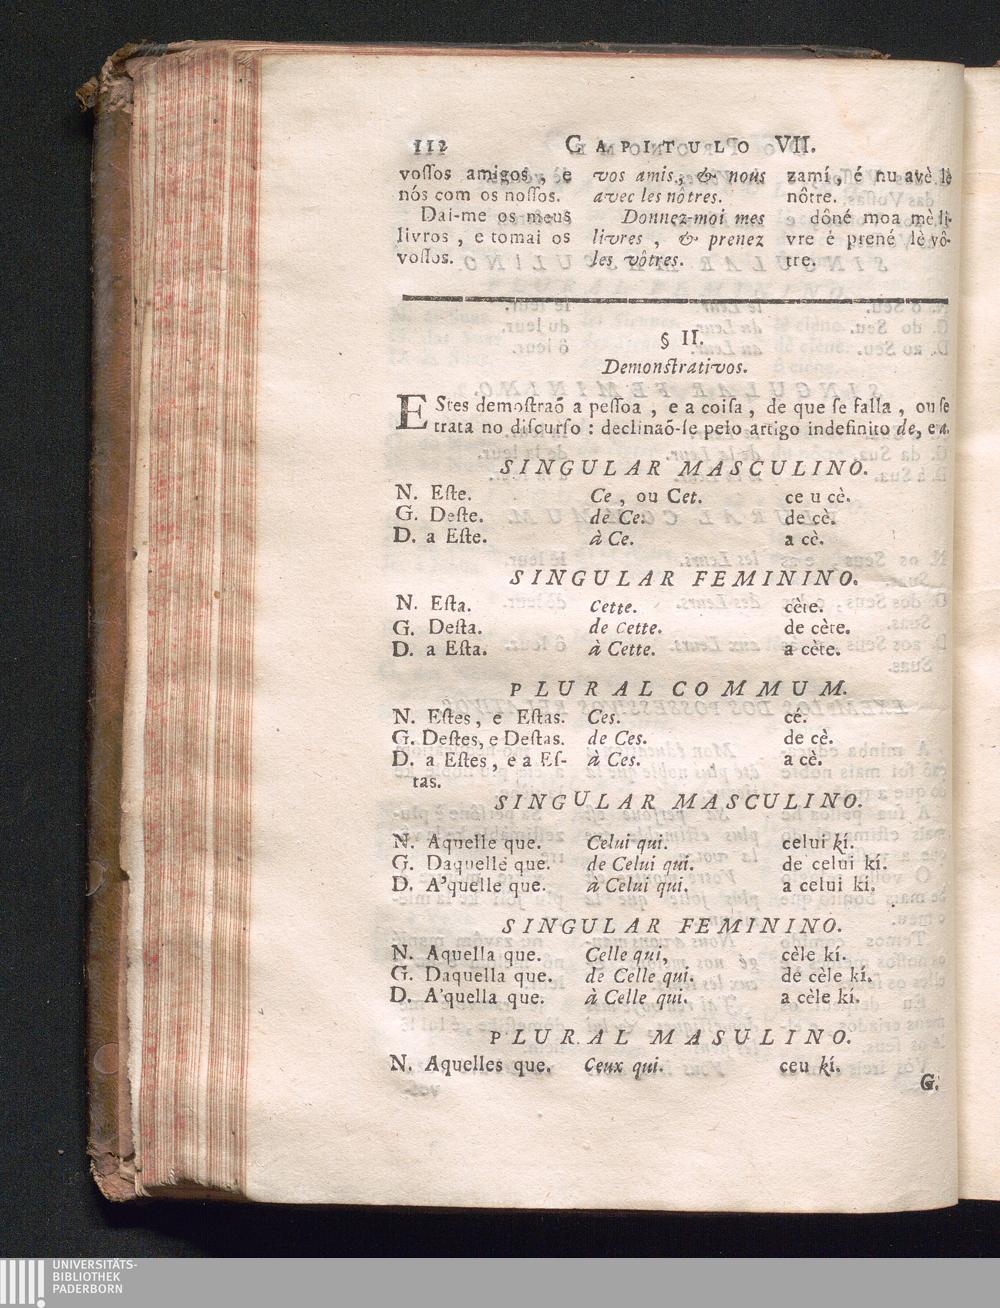 112 CAPITULO VII.
voſſos amigos, e vos amis, & nous zamí, é nu avè lè
nós com os noſſos. avec les nôtres. nôtre.
Dai-me os meus Donnez-moi mes dôné moa mè li-
livros, e tomai os livres, & prenez vre é prené lè vô-
voſſos. les vôtres. tre.
§ II.
Demonſtrativos.
EStes demoſtraõ a peſſoa, e a coiſa, de que ſe falla, ou ſe
trata no diſcurſo: declinaõ-ſe pelo artigo indefinito de, e a.
SINGULAR MASCULINO.
N. Eſte. Ce, ou Cet. ce u cè.
G. Deſte. de Ce. de cè.
D. a Eſte. à Ce. a cè.
SINGULAR FEMININO.
N. Eſta. Cette. cète.
G. Deſta. de Cette. de cète.
D. a Eſta. à Cette. a cète.
PLURAL COMMUM.
N. Eſtes, e Eſtas. Ces. cé.
G. Deſtes, e Deſtas. de Ces. de cè.
D. a Eſtes, e a Eſ- à Ces. a cè.
tas.
SINGULAR MASCULINO.
N. Aquelle que. Celui qui. celui kí.
G. Daquelle que. de Celui qui. de celui kí.
D. A'quelle que. à Celui qui. a celui kí.
SINGULAR FEMININO.
N. Aquella que. Celle qui, cèle kí.
G. Daquella que. de Celle qui. de cèle kí.
D. A'quella que. à Celle qui. a cèle kí.
PLURAL MASULINO.
N. Aquelles que. Ceux qui. ceu kí.
G.
UNIVERSITÄTS-
BIBLIOTHEK
PADERBORN